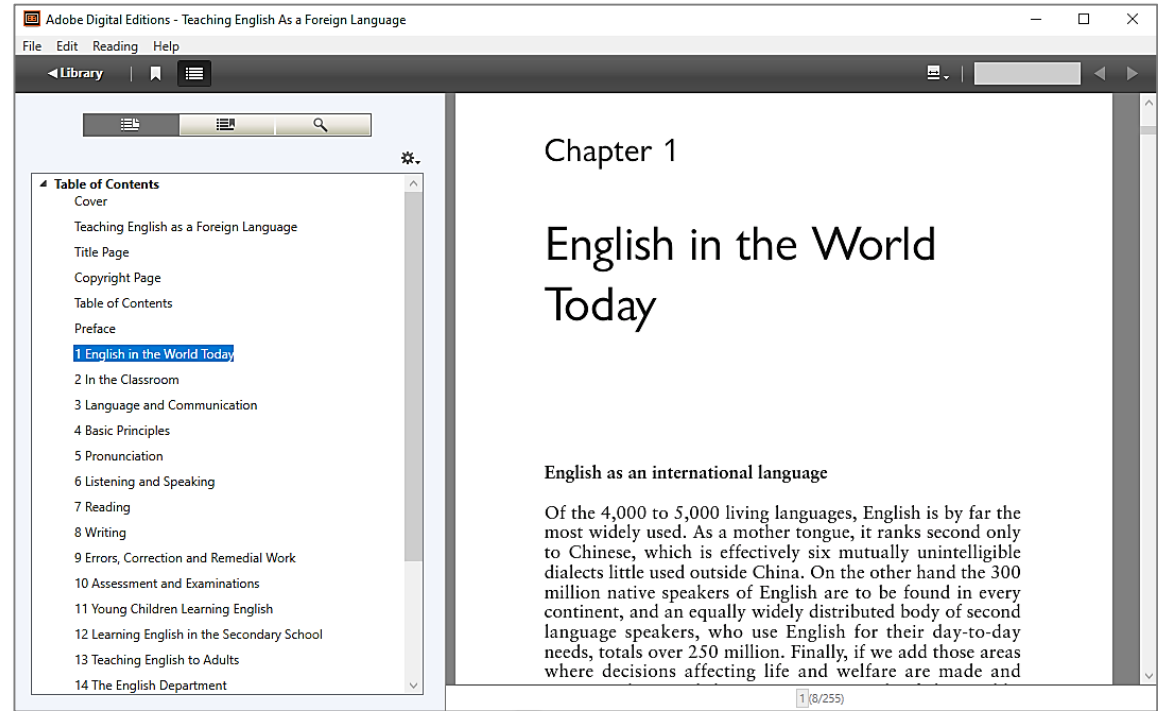 Adobe Digital Editions - Teaching English As a Foreign Language
File Edit Reading Help
Library
Table of Contents
Cover
Teaching English as a Foreign Language
Title Page
Copyright Page
Table of Contents
Preface
1 English in the World Today
2 In the Classroom
3 Language and Communication
4 Basic Principles
5 Pronunciation
6 Listening and Speaking
7 Reading
8 Writing
9 Errors, Correction and Remedial Work
10 Assessment and Examinations
11 Young Children Learning English
12 Learning English in the Secondary School
13 Teaching English to Adults
14 The English Department
Chapter 1
English in the World
Today
English as an international language
Of the 4,000 to 5,000 living languages, English is by far the
most widely used. As a mother tongue, it ranks second only
to Chinese, which is effectively six mutually unintelligible
dialects little used outside China. On the other hand the 300
million native speakers of English are to be found in every
continent, and an equally widely distributed body of second
language speakers, who use English for their day-to-day
needs, totals over 250 million. Finally, if we add those areas
where decisions affecting life and welfare are made and
1 (8/255)